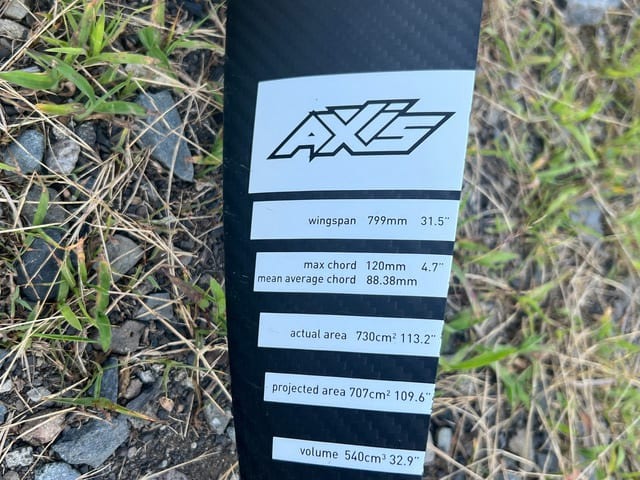 AXIS
wingspan 799mm 31.5"
max chord 120mm 4.7"
mean average chord 88.38mm
actual area 730cm² 113.2"
projected area 707cm² 109.6"
volume 540cm³ 32.9"